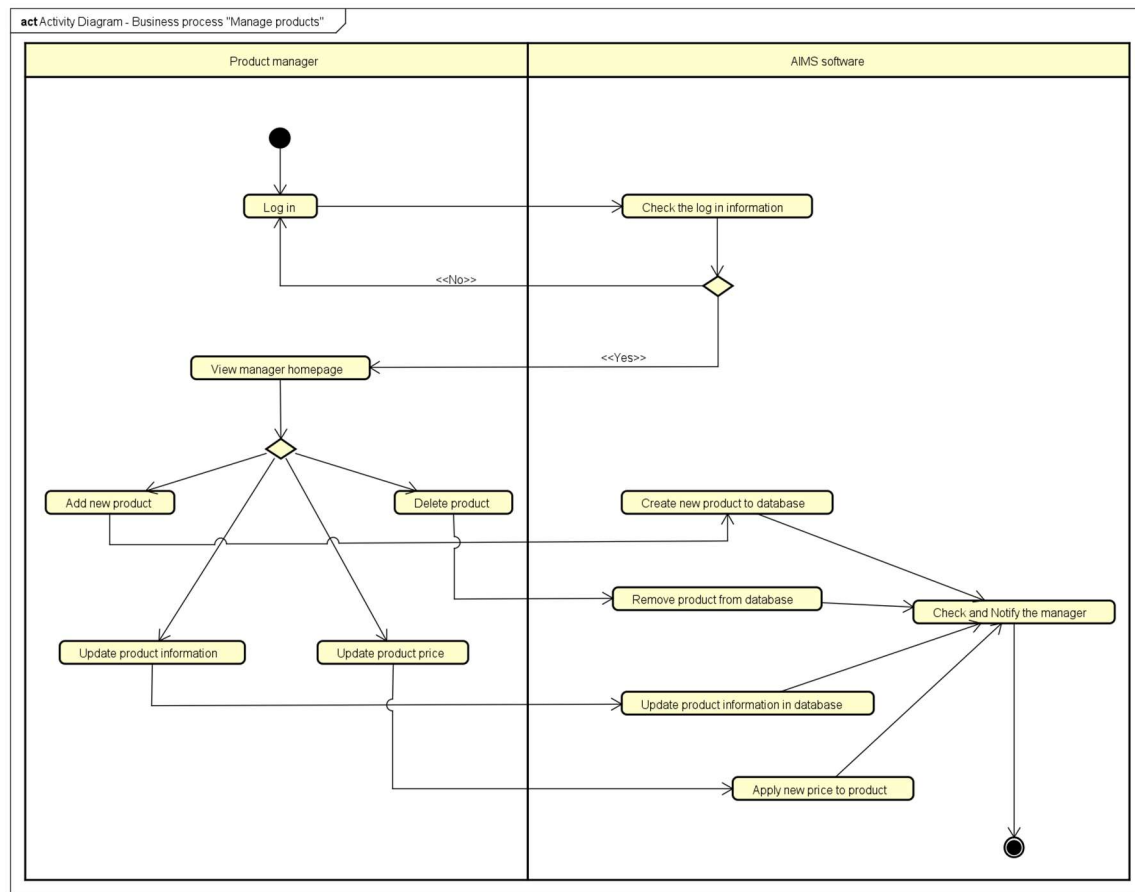 act Activity Diagram - Business process "Manage products"
Product manager
AIMS software
Log in
Check the log in information
<<No>>
<<Yes>>
View manager homepage
Add new product
Delete product
Create new product to database
Remove product from database
Check and Notify the manager
Update product information
Update product price
Update product information in database
Apply new price to product